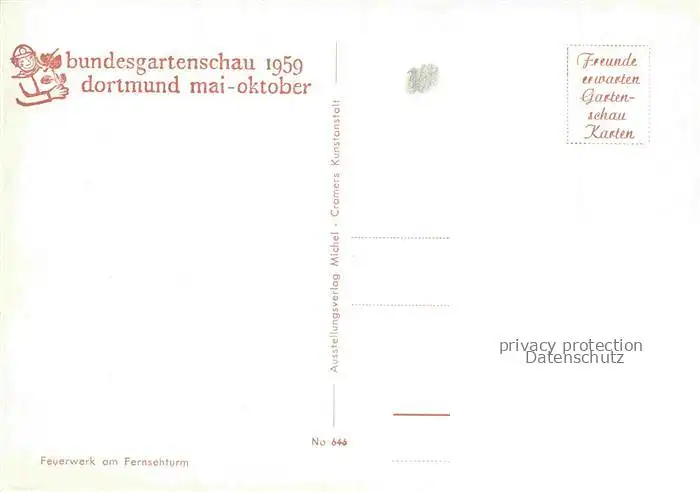 bundesgartenschau 1959
dortmund mai-oktober
Freunde
erwarten
Garten-
schau
Karten
Ausstellungsverlag Michel - Cramers Kunstanstalt
privacy protection
Datenschutz
No 646
Feuerwerk am Fernsehturm